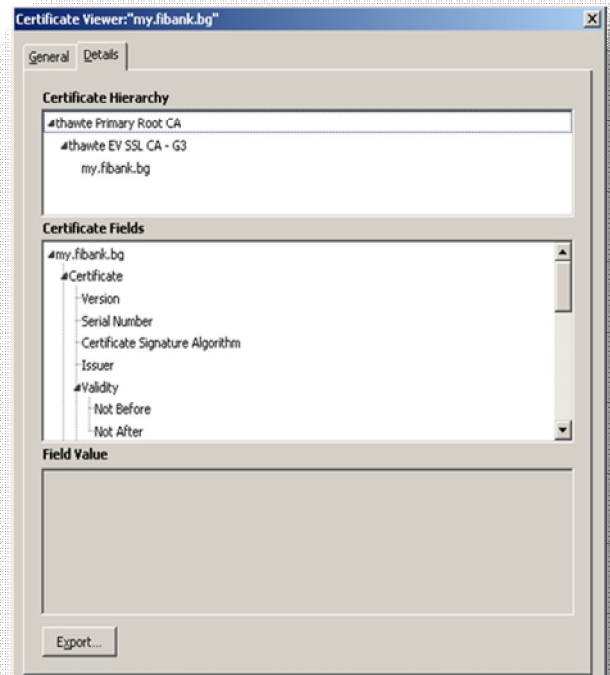 Certificate Viewer:"my.fibank.bg"
General Details
Certificate Hierarchy
thawte Primary Root CA
thawte EV SSL CA - G3
my.fibank.bg
Certificate Fields
my.fibank.bg
Certificate
Version
Serial Number
Certificate Signature Algorithm
Issuer
Validity
Not Before
Not After
Field Value
Export...